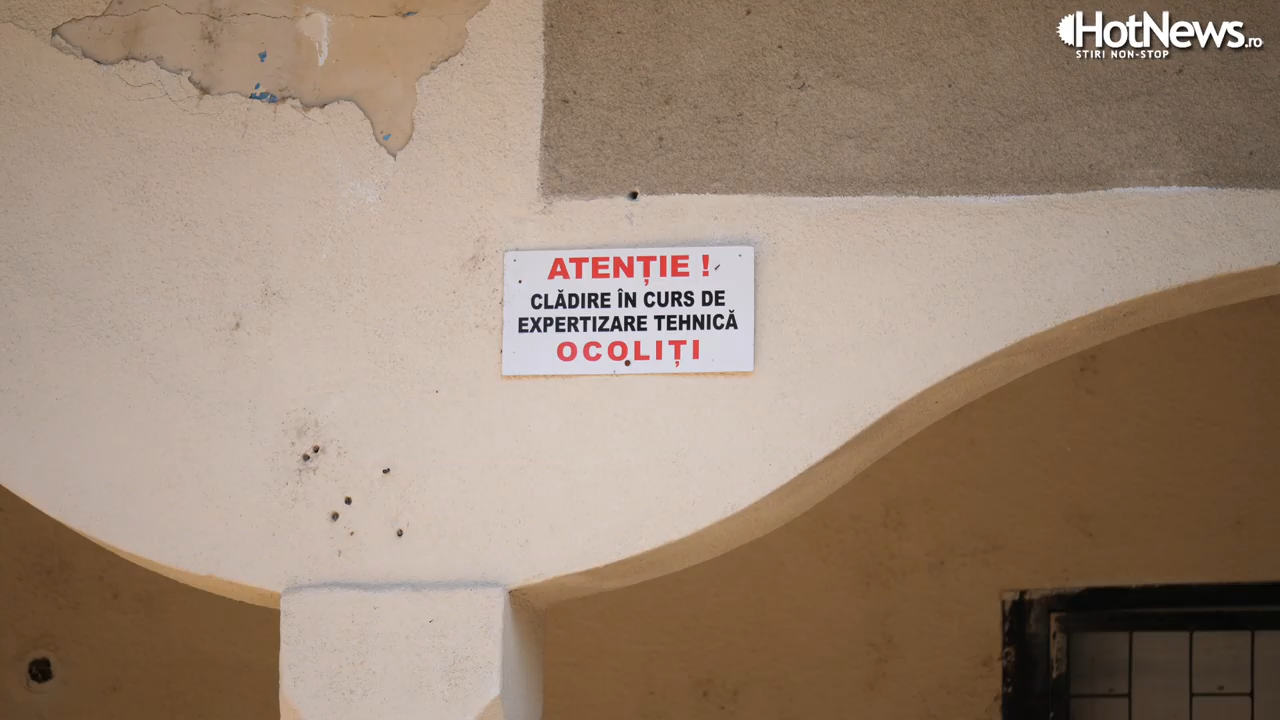 HotNews.ro
STIRI NON-STOP
ATENȚIE !
CLĂDIRE ÎN CURS DE
EXPERTIZARE TEHNICĂ
OCOLIȚI